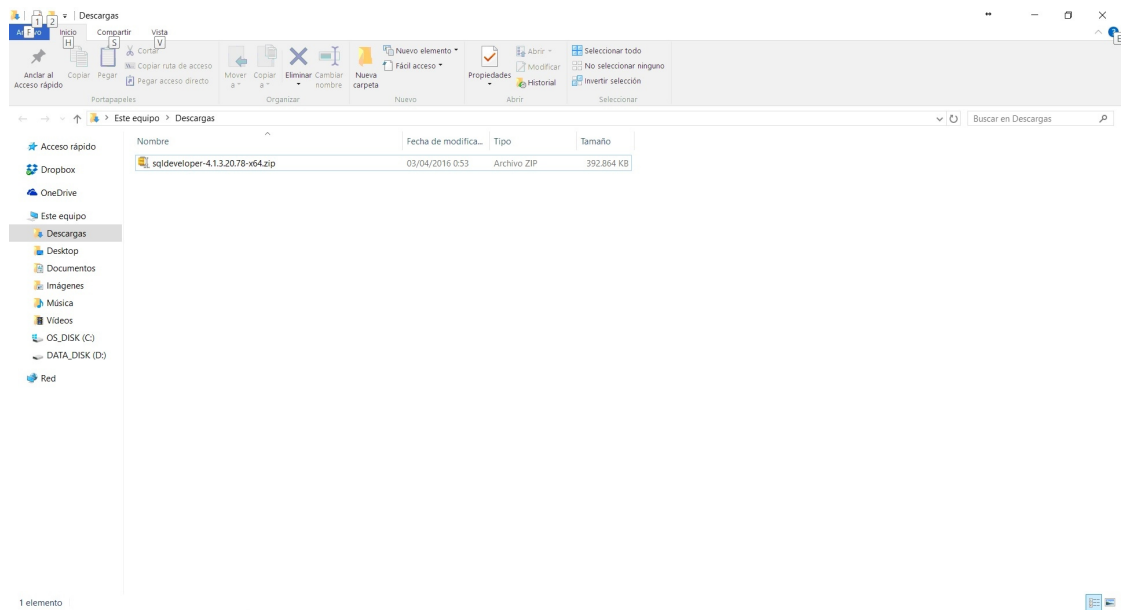 1 2 Descargas
Archivo Inicio Compartir Vista
F H S V E
Anclar al Acceso rápido
Copiar
Pegar
Cortar
Copiar ruta de acceso
Pegar acceso directo
Portapapeles
Mover a
Copiar a
Eliminar
Cambiar nombre
Organizar
Nueva carpeta
Nuevo elemento
Fácil acceso
Nuevo
Propiedades
Abrir
Modificar
Historial
Abrir
Seleccionar todo
No seleccionar ninguno
Invertir selección
Seleccionar
> Este equipo > Descargas
Buscar en Descargas
Acceso rápido
Dropbox
OneDrive
Este equipo
Descargas
Desktop
Documentos
Imágenes
Música
Vídeos
OS_DISK (C:)
DATA_DISK (D:)
Red
Nombre Fecha de modifica... Tipo Tamaño
sqldeveloper-4.1.3.20.78-x64.zip 03/04/2016 0:53 Archivo ZIP 392.864 KB
1 elemento